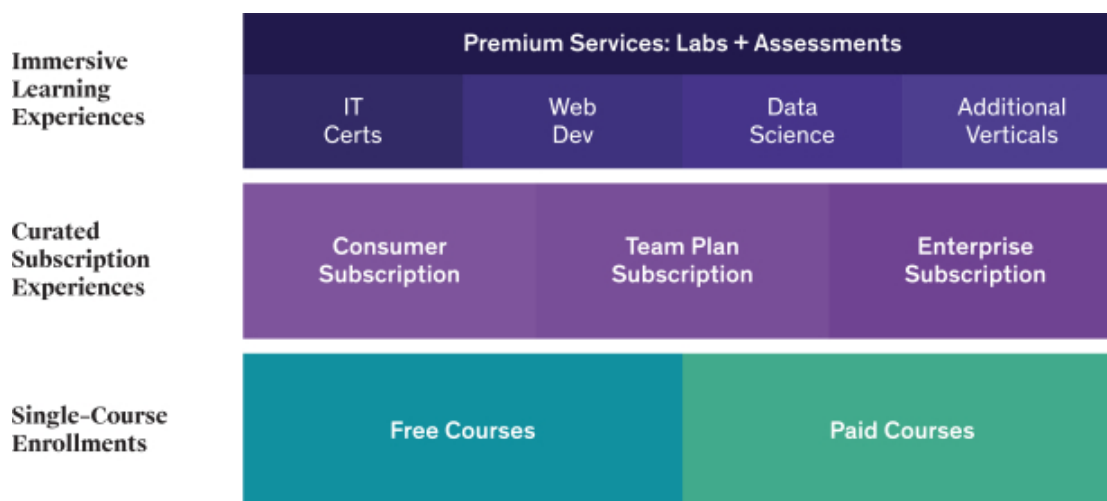 Immersive
Learning
Experiences
Premium Services: Labs + Assessments
IT
Certs
Web
Dev
Data
Science
Additional
Verticals
Curated
Subscription
Experiences
Consumer
Subscription
Team Plan
Subscription
Enterprise
Subscription
Single-Course
Enrollments
Free Courses
Paid Courses